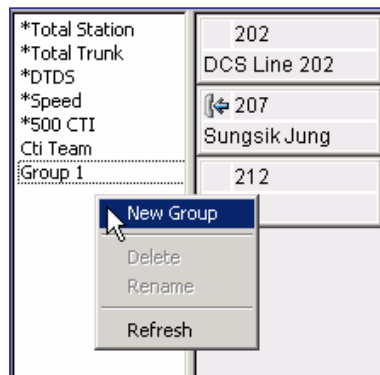 *Total Station
*Total Trunk
*DTDS
*Speed
*500 CTI
Cti Team
Group 1
202
DCS Line 202
207
Sungsik Jung
212
New Group
Delete
Rename
Refresh